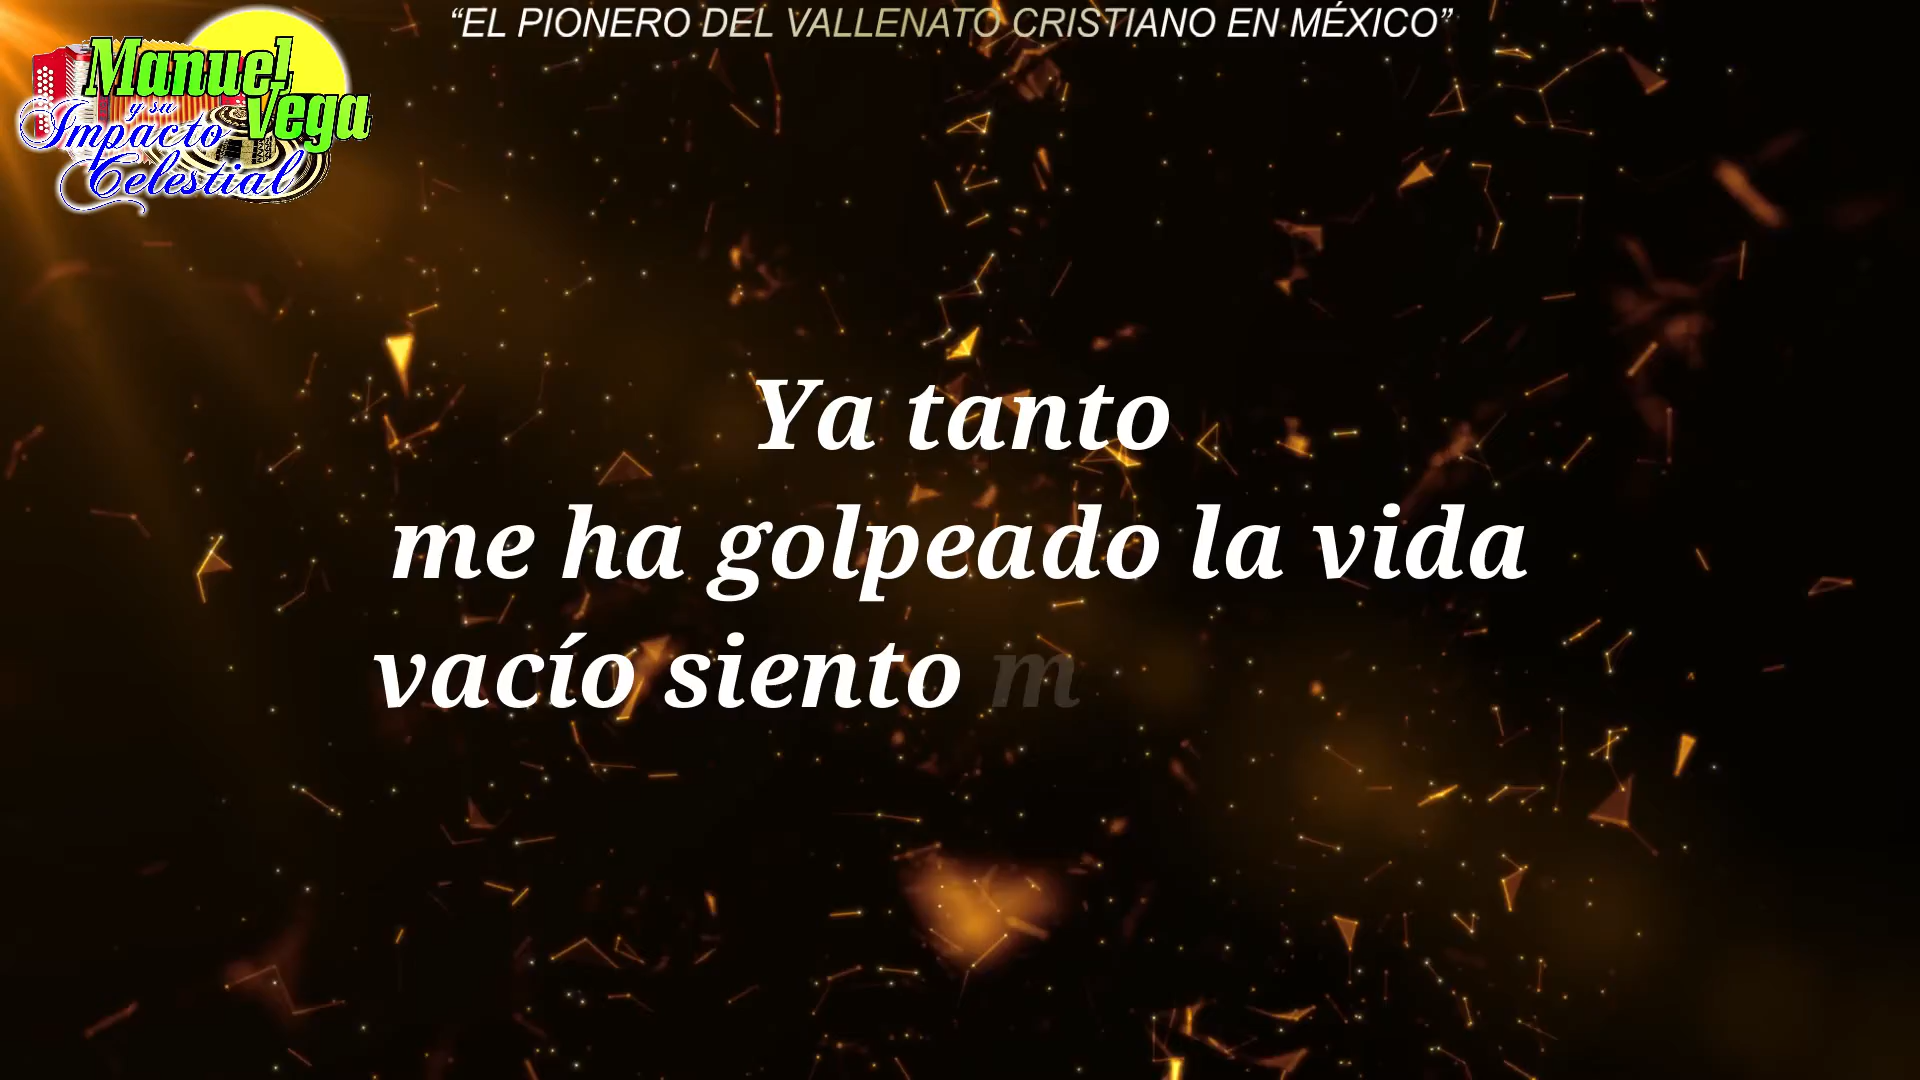 “EL PIONERO DEL VALLENATO CRISTIANO EN MÉXICO”
Manuel
Vega
y su
Impacto
Celestial
Ya tanto
me ha golpeado la vida
vacío siento m